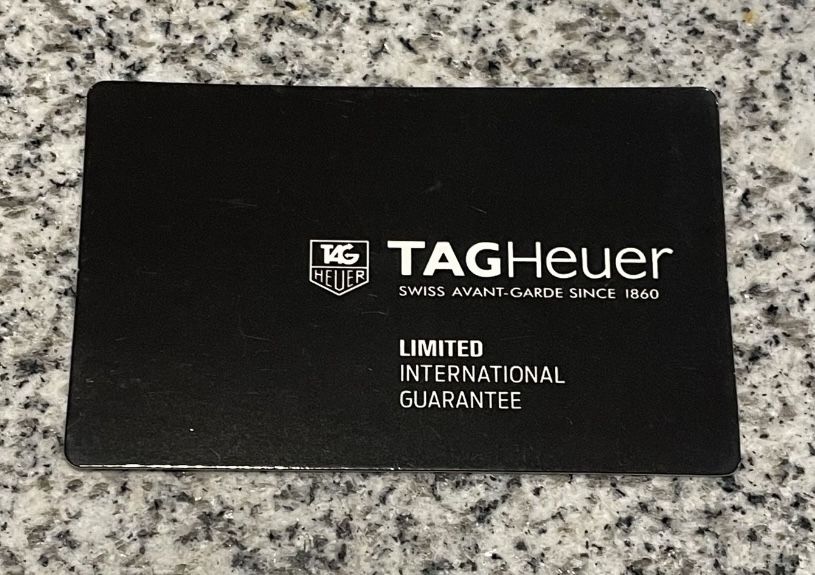 TAG
HEUER
TAGHeuer
SWISS AVANT-GARDE SINCE 1860
LIMITED
INTERNATIONAL
GUARANTEE